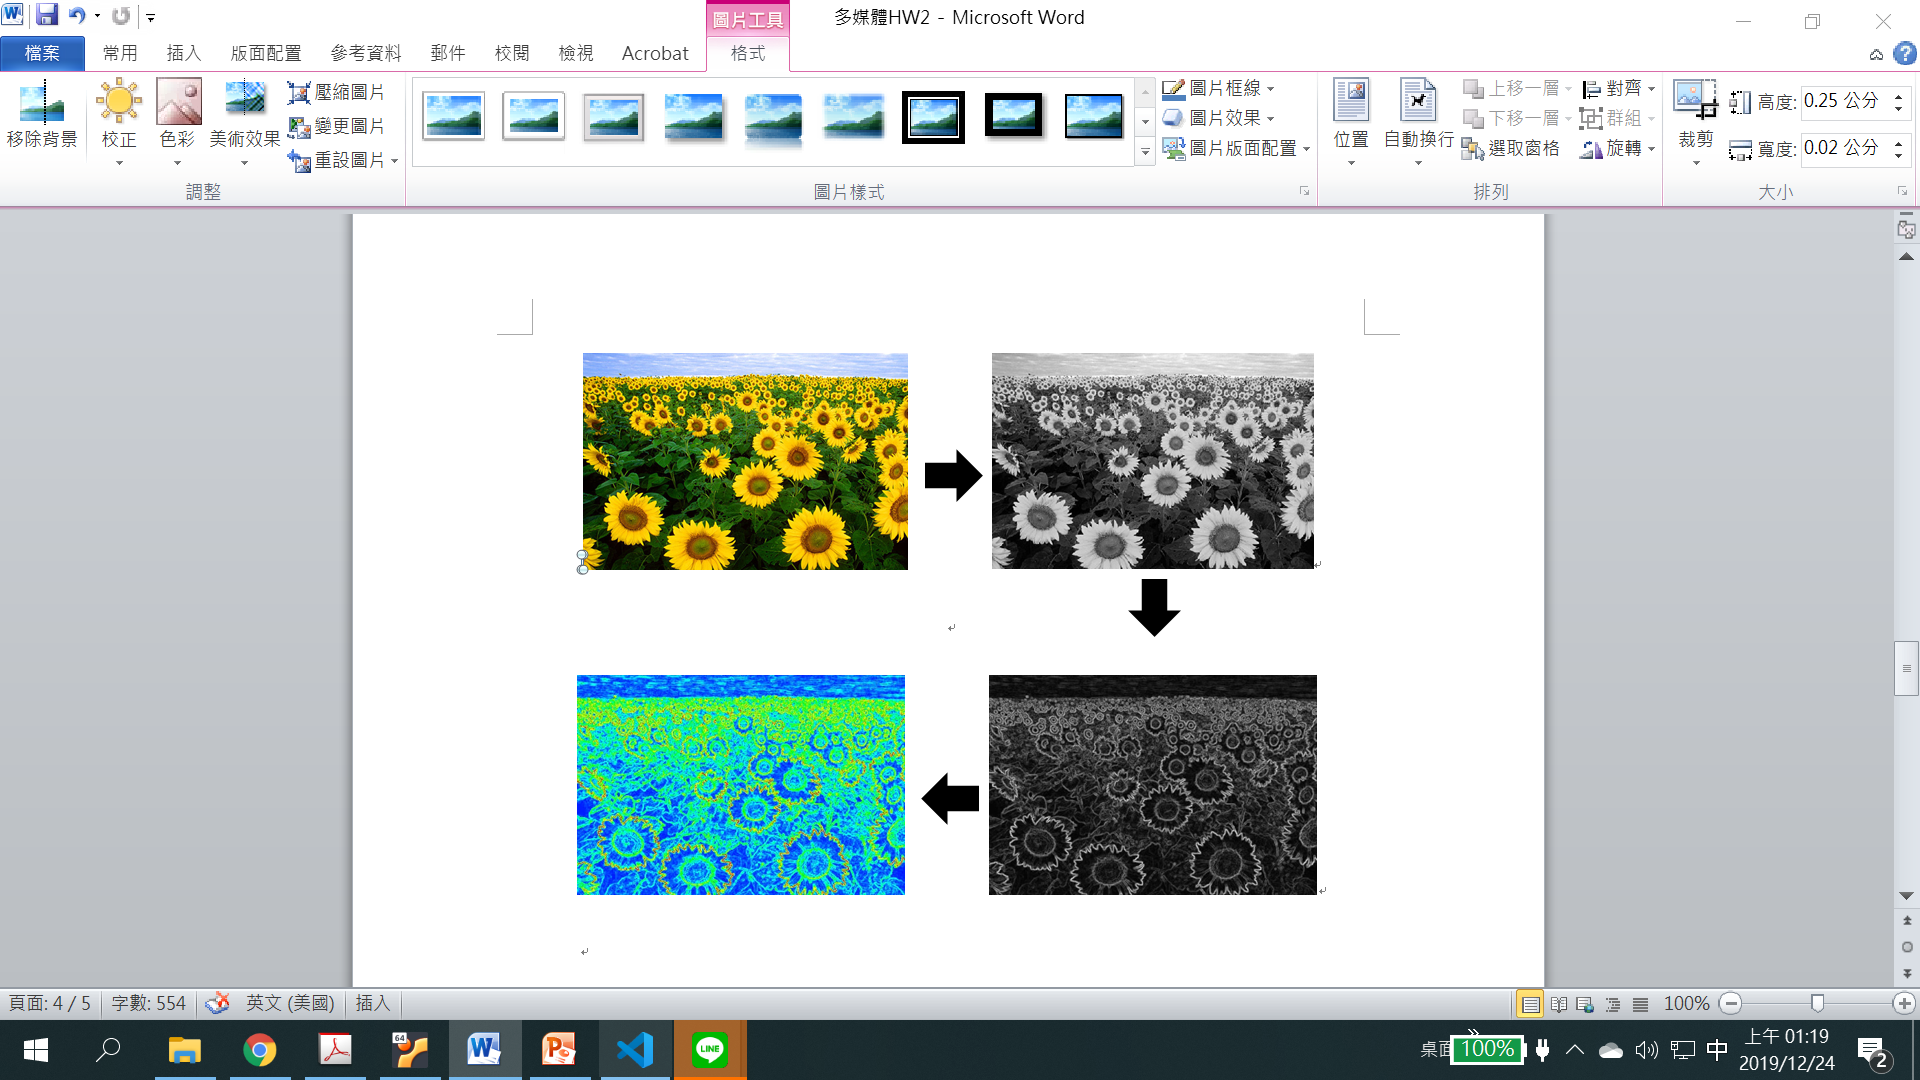 多媒體HW2 - Microsoft Word
圖片工具
檔案 常用 插入 版面配置 參考資料 郵件 校閱 檢視 Acrobat 格式
移除背景 校正 色彩 美術效果
壓縮圖片
變更圖片
重設圖片
調整
圖片框線
圖片效果
圖片版面配置
圖片樣式
位置 自動換行
上移一層
下移一層
選取窗格
對齊
群組
旋轉
排列
裁剪
高度: 0.25 公分
寬度: 0.02 公分
大小
頁面: 4 / 5 字數: 554 英文 (美國) 插入 100%
64
LINE
桌面 100% 中
上午 01:19
2019/12/24
2